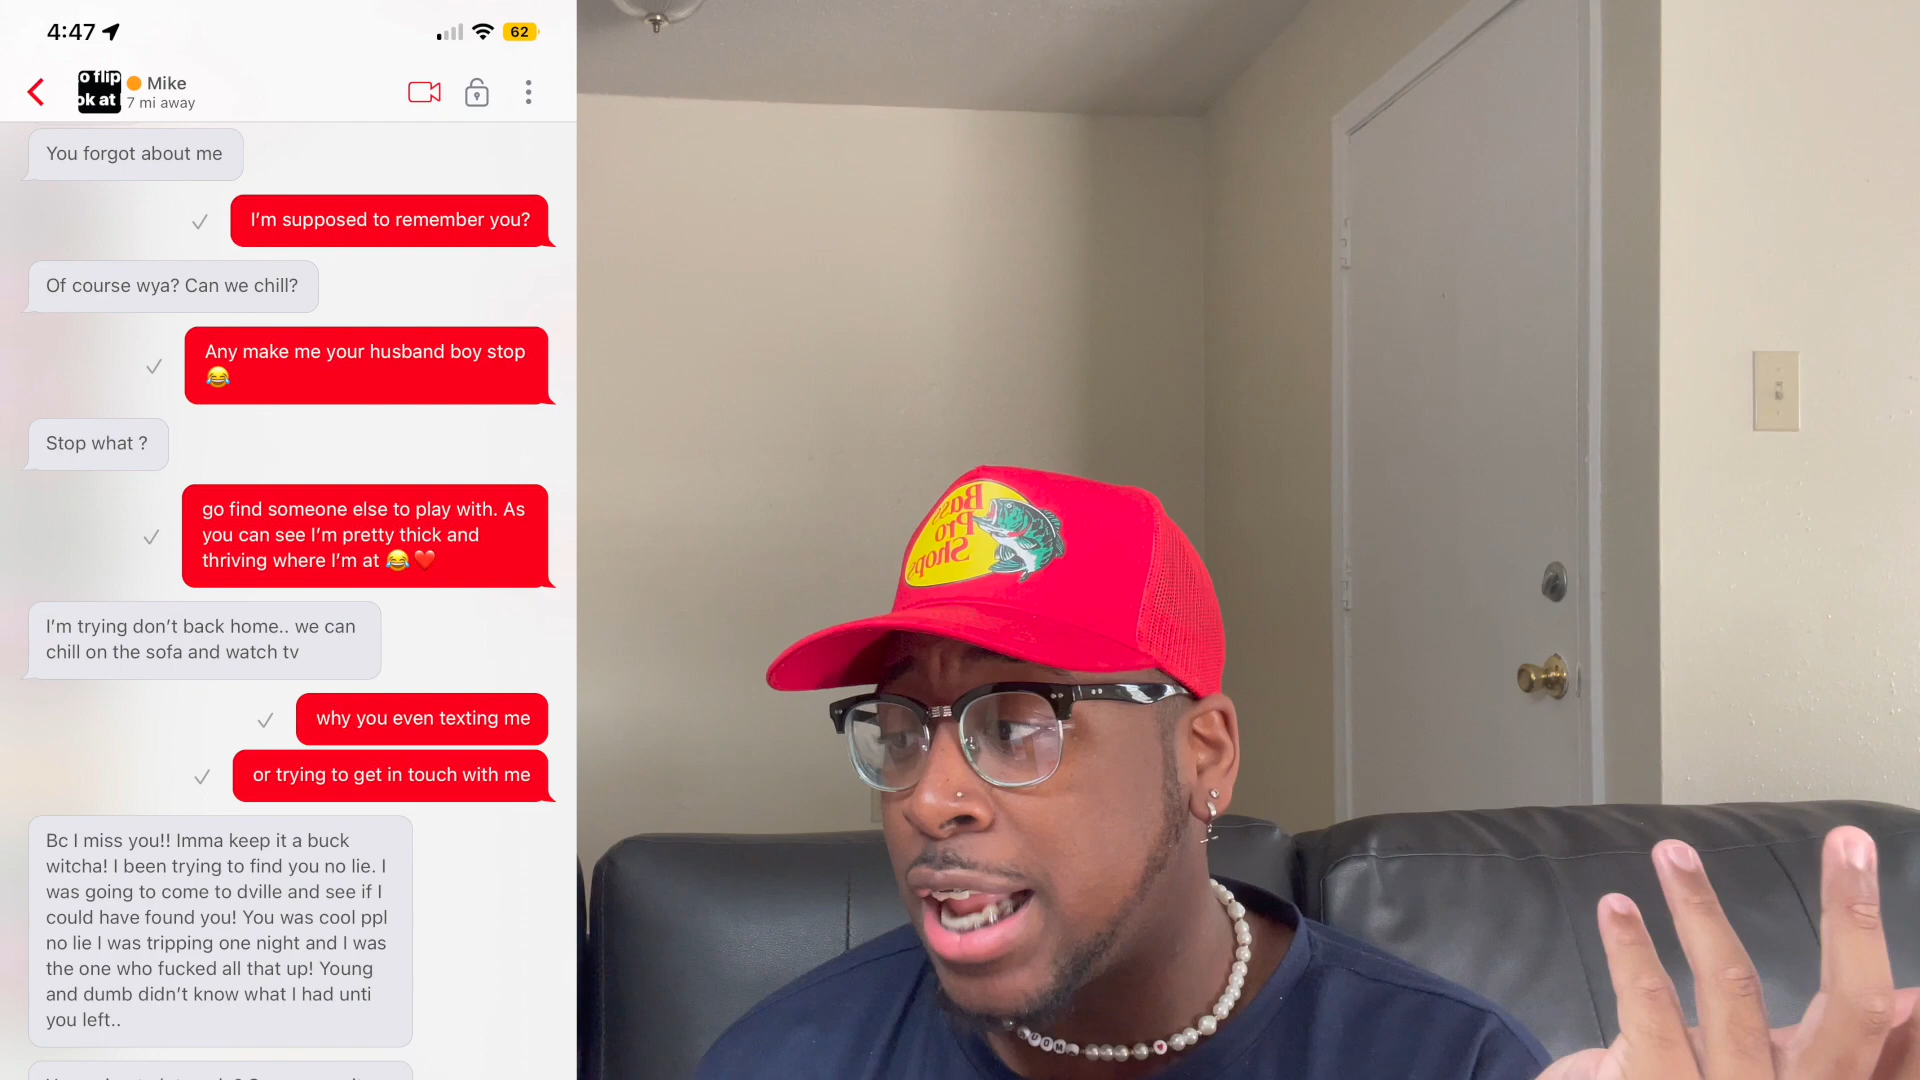 4:47
62
o flip
ok at
Mike
7 mi away
You forgot about me
I'm supposed to remember you?
Of course wya? Can we chill?
Any make me your husband boy stop
😂
Stop what ?
go find someone else to play with. As
you can see I'm pretty thick and
thriving where I'm at 😂❤️
I'm trying don't back home.. we can
chill on the sofa and watch tv
why you even texting me
or trying to get in touch with me
Bc I miss you!! Imma keep it a buck
witcha! I been trying to find you no lie. I
was going to come to dville and see if I
could have found you! You was cool ppl
no lie I was tripping one night and I was
the one who fucked all that up! Young
and dumb didn't know what I had unti
you left..
Bass
Pro
Shops